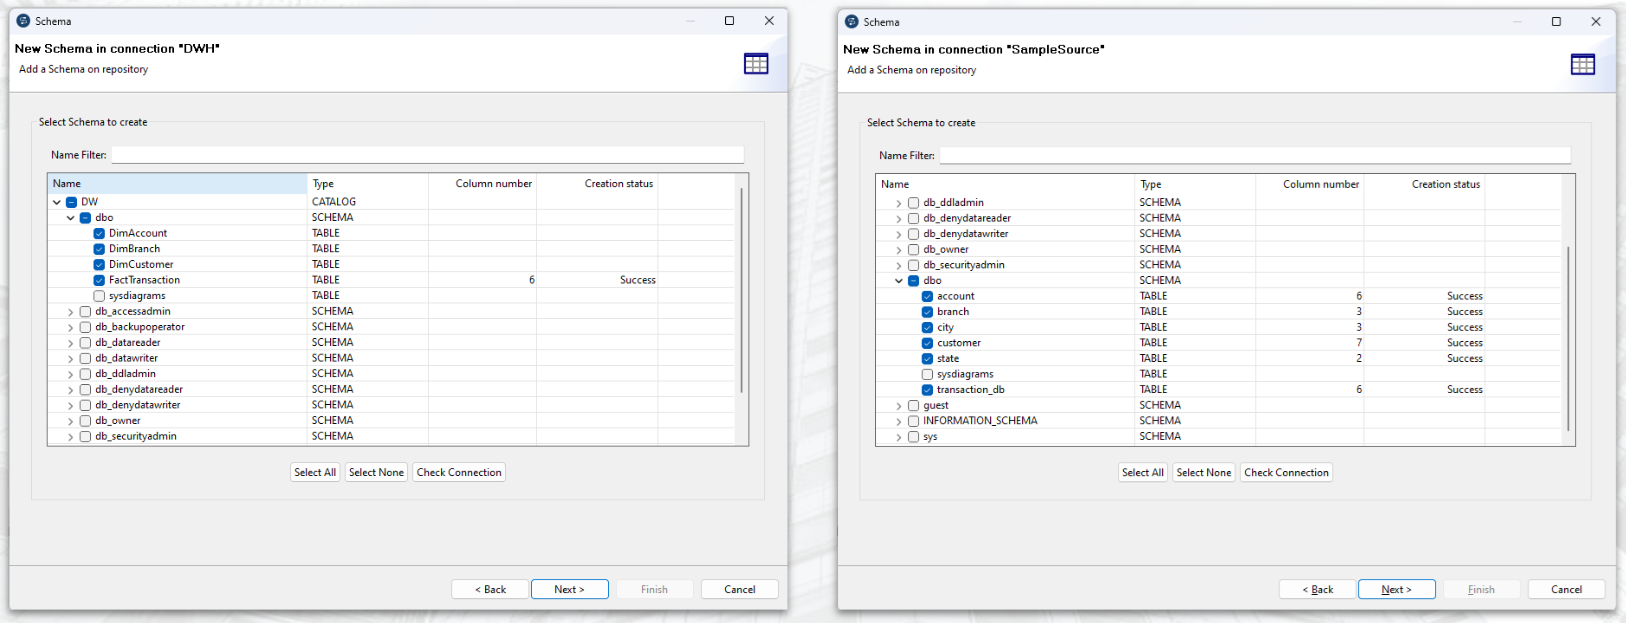 Schema
New Schema in connection "DWH"
Add a Schema on repository
Select Schema to create
Name Filter:
Name Type Column number Creation status
DW CATALOG
dbo SCHEMA
DimAccount TABLE
DimBranch TABLE
DimCustomer TABLE
FactTransaction TABLE 6 Success
sysdiagrams TABLE
db_accessadmin SCHEMA
db_backupoperator SCHEMA
db_datareader SCHEMA
db_datawriter SCHEMA
db_ddladmin SCHEMA
db_denydatareader SCHEMA
db_denydatawriter SCHEMA
db_owner SCHEMA
db_securityadmin SCHEMA
Select All Select None Check Connection
< Back Next > Finish Cancel
Schema
New Schema in connection "SampleSource"
Add a Schema on repository
Select Schema to create
Name Filter:
Name Type Column number Creation status
db_ddladmin SCHEMA
db_denydatareader SCHEMA
db_denydatawriter SCHEMA
db_owner SCHEMA
db_securityadmin SCHEMA
dbo SCHEMA
account TABLE 6 Success
branch TABLE 3 Success
city TABLE 3 Success
customer TABLE 7 Success
state TABLE 2 Success
sysdiagrams TABLE
transaction_db TABLE 6 Success
guest SCHEMA
INFORMATION_SCHEMA SCHEMA
sys SCHEMA
Select All Select None Check Connection
< Back Next > Finish Cancel